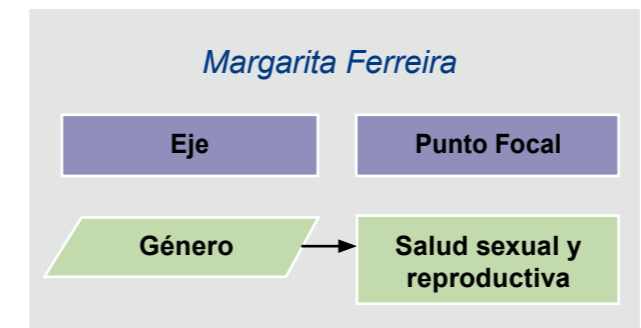 Margarita Ferreira
Eje
Punto Focal
Género
Salud sexual y
reproductiva